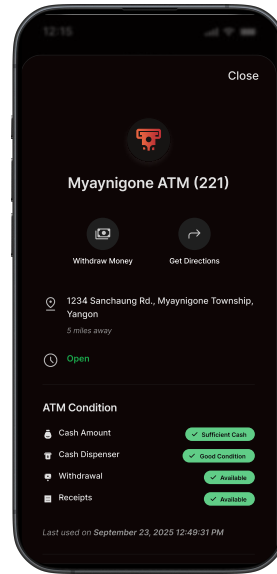 12:15
Close
Myaynigone ATM (221)
Withdraw Money
Get Directions
1234 Sanchaung Rd., Myaynigone Township,
Yangon
5 miles away
Open
ATM Condition
Cash Amount
Sufficient Cash
Cash Dispenser
Good Condition
Withdrawal
Available
Receipts
Available
Last used on September 23, 2025 12:49:31 PM